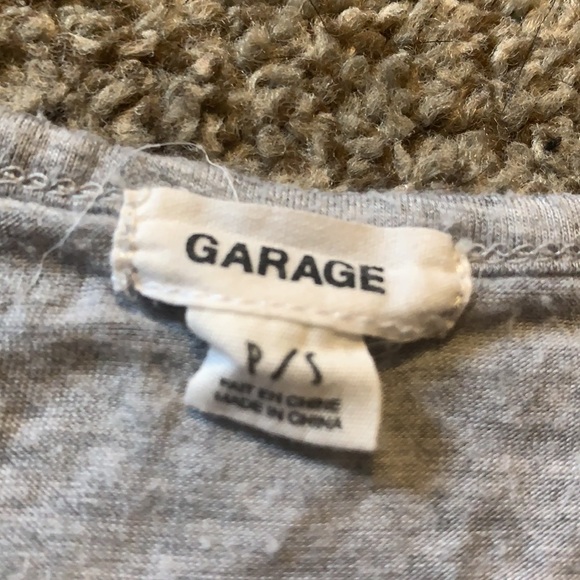 GARAGE
P/S
FAIT EN CHINE
MADE IN CHINA